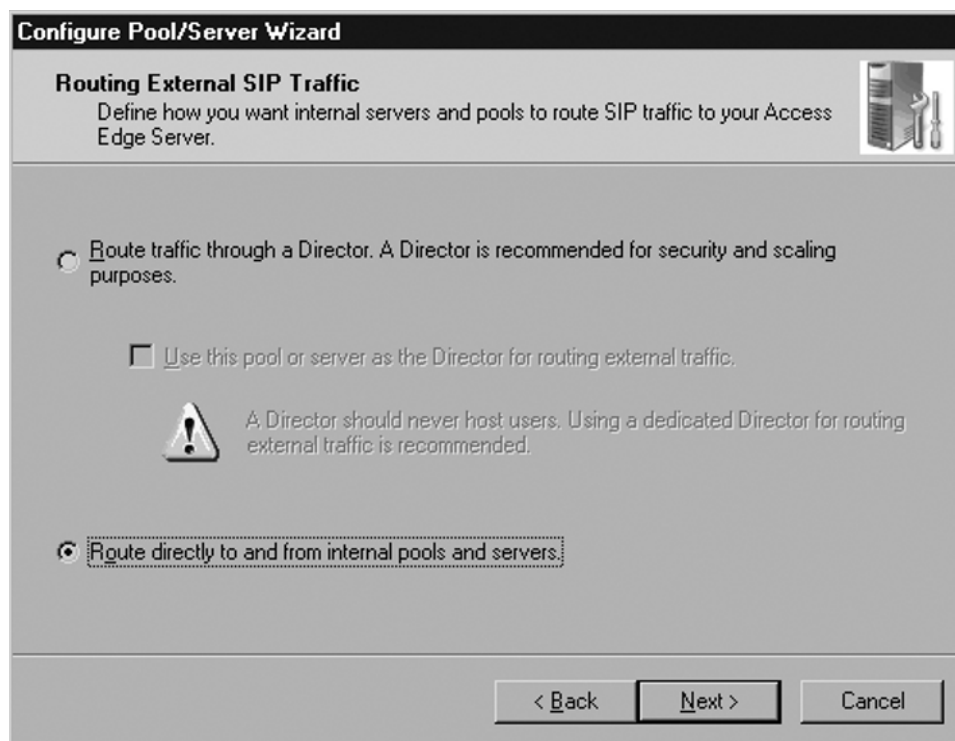 Configure Pool/Server Wizard
Routing External SIP Traffic
Define how you want internal servers and pools to route SIP traffic to your Access
Edge Server.
Route traffic through a Director. A Director is recommended for security and scaling
purposes.
Use this pool or server as the Director for routing external traffic.
A Director should never host users. Using a dedicated Director for routing
external traffic is recommended.
Route directly to and from internal pools and servers.
< Back
Next >
Cancel